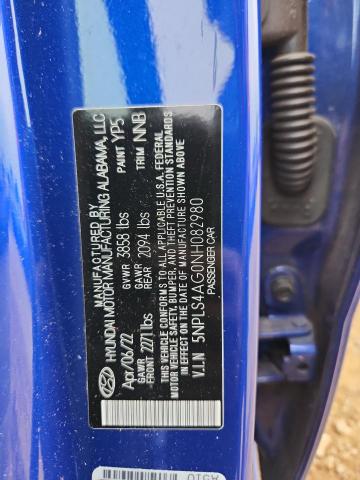 MANUFACTURED BY
HYUNDAI MOTOR MANUFACTURING ALABAMA, LLC
Apr/06/22 GVWR 3858 lbs PAINT YP5
GAWR FRONT 2271 lbs GAWR REAR 2094 lbs TRIM NNB
THIS VEHICLE CONFORMS TO ALL APPLICABLE U.S.A FEDERAL
MOTOR VEHICLE SAFETY, BUMPER, AND THEFT PREVENTION STANDARDS
IN EFFECT ON THE DATE OF MANUFACTURE SHOWN ABOVE.
V.I.N 5NPLS4AG0NH082980
PASSENGER CAR